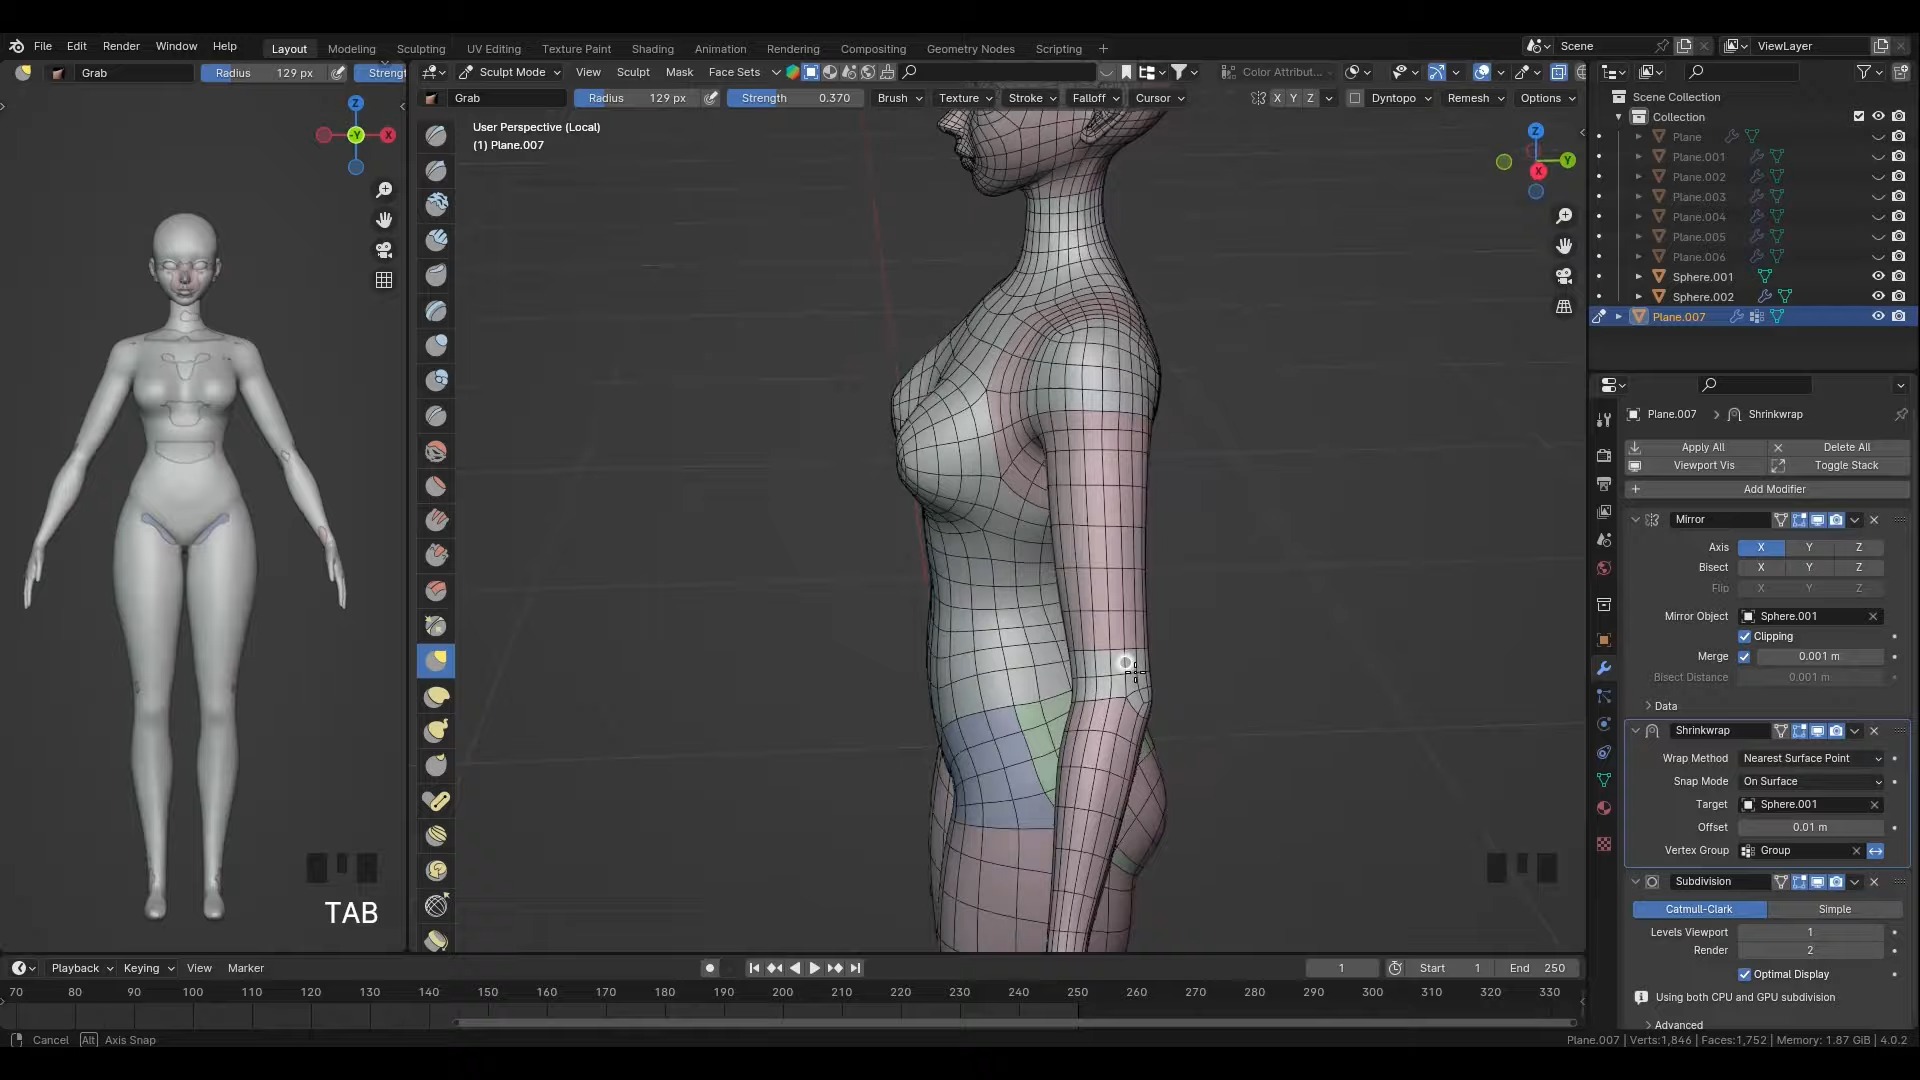 File Edit Render Window Help Layout Modeling Sculpting UV Editing Texture Paint Shading Animation Rendering Compositing Geometry Nodes Scripting + Scene ViewLayer
Grab Radius 129 px Sculpt Mode View Sculpt Mask Face Sets Color Attribut...
Grab Radius 129 px Strength 0.370 Brush Texture Stroke Falloff Cursor X Y Z Dyntopo Remesh Options
User Perspective (Local)
(1) Plane.007
Z
-Y X
Z
Y
X
TAB
Scene Collection
Collection
Plane
Plane.001
Plane.002
Plane.003
Plane.004
Plane.005
Plane.006
Sphere.001
Sphere.002
Plane.007
Plane.007 > Shrinkwrap
Apply All Delete All
Viewport Vis Toggle Stack
+ Add Modifier
Mirror
Axis X Y Z
Bisect X Y Z
Flip X Y Z
Mirror Object Sphere.001
Clipping
Merge 0.001 m
Bisect Distance 0.001 m
> Data
Shrinkwrap
Wrap Method Nearest Surface Point
Snap Mode On Surface
Target Sphere.001
Offset 0.01 m
Vertex Group Group
Subdivision
Catmull-Clark Simple
Levels Viewport 1
Render 2
Optimal Display
Using both CPU and GPU subdivision
> Advanced
Playback Keying View Marker 1 Start 1 End 250
70 80 90 100 110 120 130 140 150 160 170 180 190 200 210 220 230 240 250 260 270 280 290 300 310 320 330
Cancel Alt Axis Snap Plane.007 | Verts:1,846 | Faces:1,752 | Memory: 1.87 GiB | 4.0.2